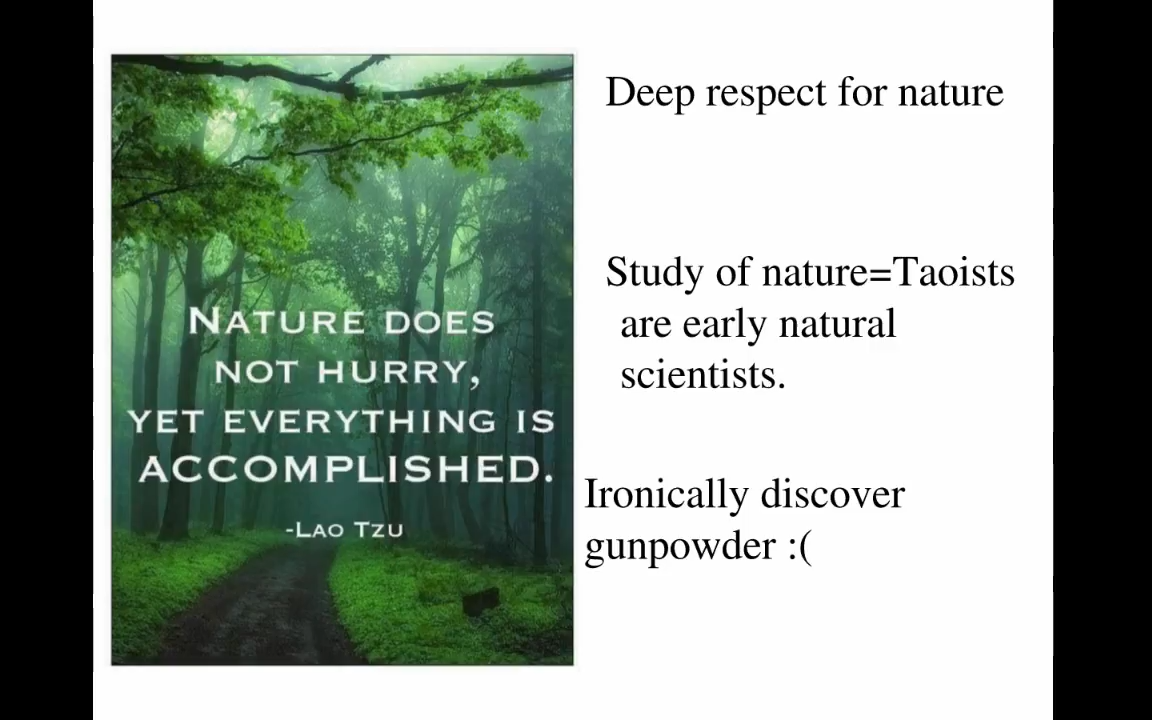 NATURE DOES
NOT HURRY,
YET EVERYTHING IS
ACCOMPLISHED.
-LAO TZU
Deep respect for nature
Study of nature=Taoists
are early natural
scientists.
Ironically discover
gunpowder :(